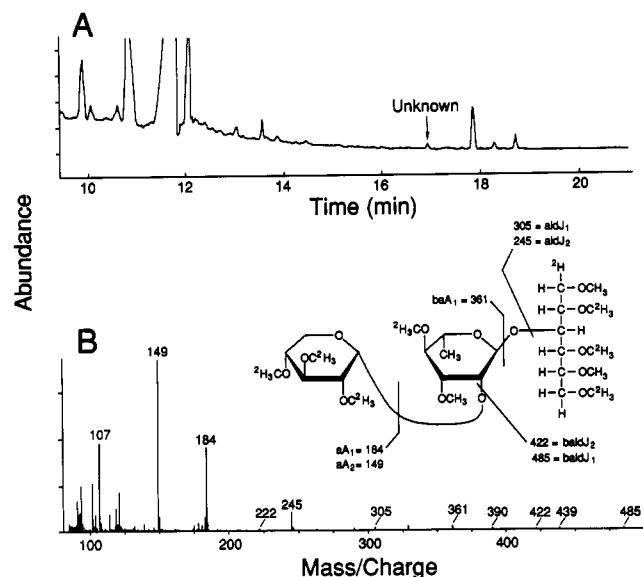 A
Unknown
10 12 14 16 18 20
Time (min)
Abundance
305 = aldJ₁
245 = aldJ₂
²H
H-C-OCH₃
H-C-OC²H₃
C-H
H-C-OC²H₃
H-C-OCH₃
H-C-OC²H₃
H
baA₁ = 361
²H₃CO
O
O
CH₃
OCH₃
O
O
²H₃CO
OC²H₃
OC²H₃
aA₁ = 184
aA₂ = 149
422 = baldJ₂
485 = baldJ₁
B
149
107
184
222 245 305 361 390 422 439 485
100 200 300 400
Mass/Charge